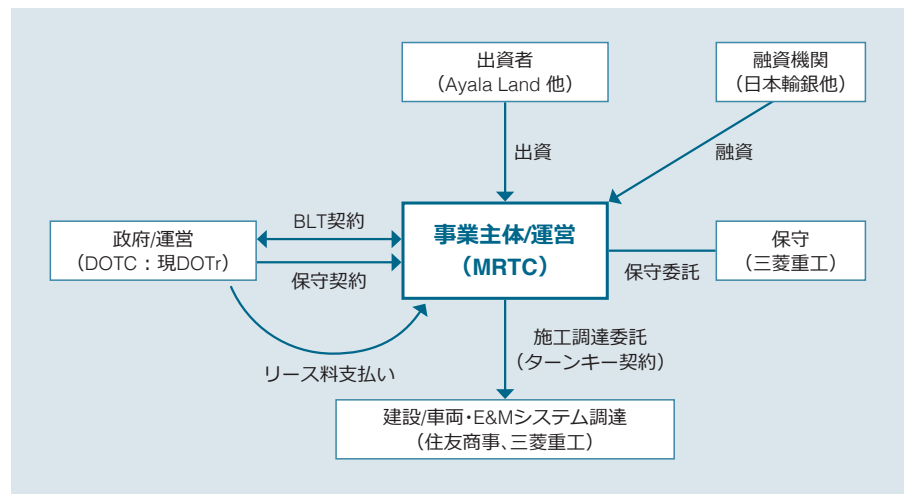 出資者
（Ayala Land 他）
融資機関
（日本輸銀他）
出資
融資
BLT契約
政府/運営
（DOTC：現DOTr）
保守契約
事業主体/運営
（MRTC）
保守
（三菱重工）
保守委託
リース料支払い
施工調達委託
（ターンキー契約）
建設/車両・E&Mシステム調達
（住友商事、三菱重工）